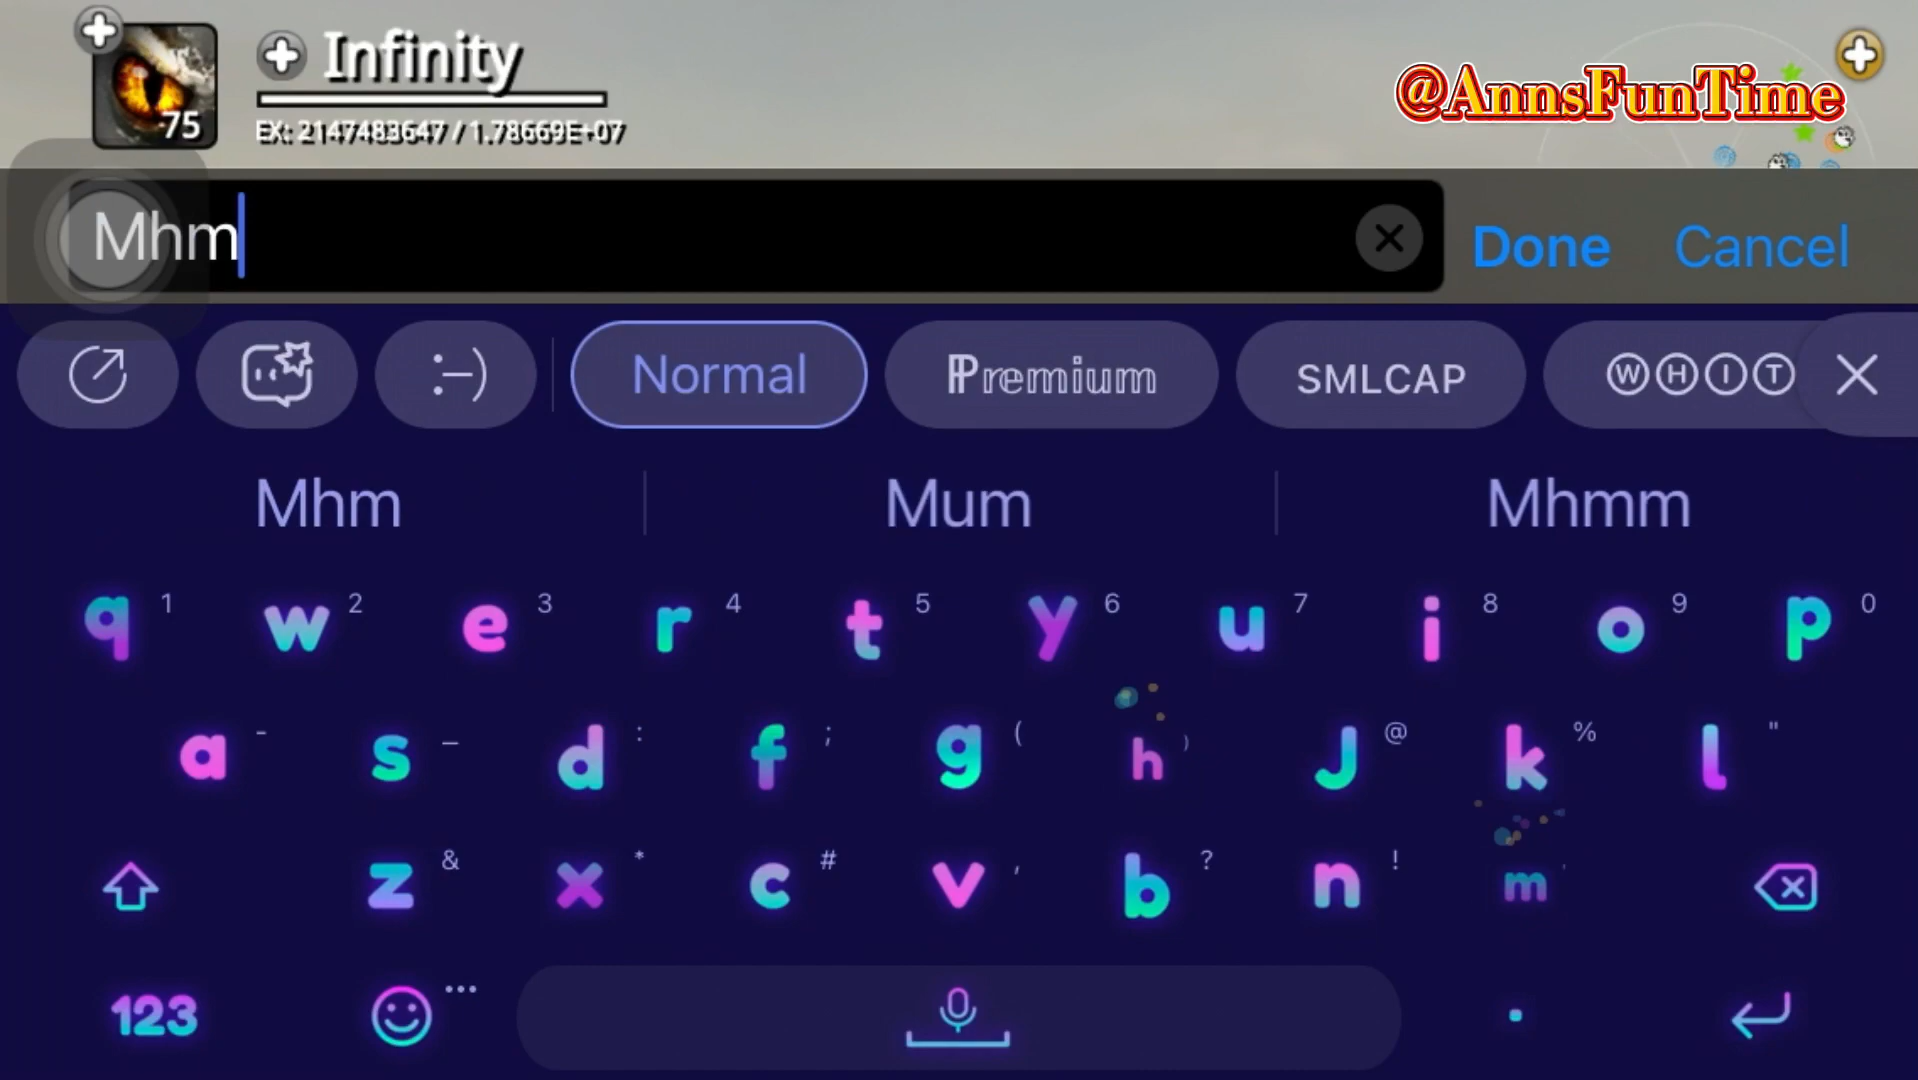 Infinity
75
EX: 2147483647 / 1.78669E+07
@AnnsFunTime
Mhm
Done
Cancel
:-)
Normal
ℙremium
SMLCAP
ⓌⒽⒾⓉ
Mhm
Mum
Mhmm
q 1 w 2 e 3 r 4 t 5 y 6 u 7 i 8 o 9 p 0
a - s _ d : f ; g ( h ) J @ k % l "
z & x * c # v , b ? n ! m '
123 ... .